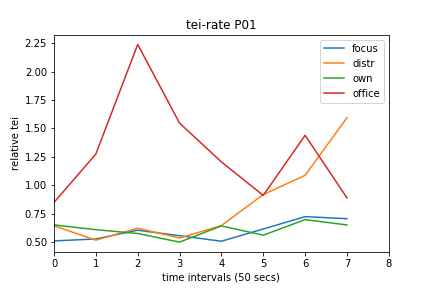 tei-rate P01
2.25
2.00
1.75
1.50
1.25
1.00
0.75
0.50
relative tei
focus
distr
own
office
0 1 2 3 4 5 6 7 8
time intervals (50 secs)